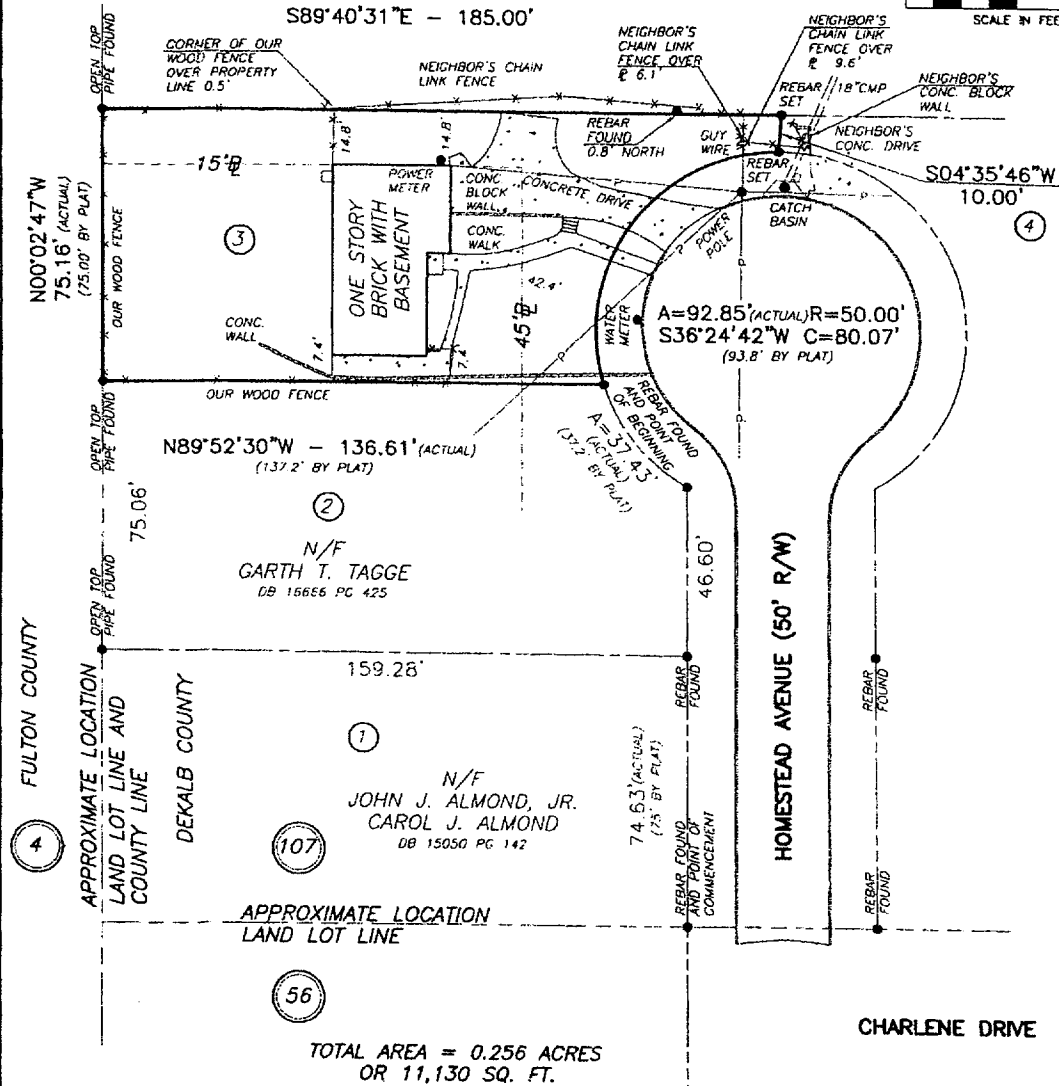 S89°40'31"E - 185.00'
SCALE IN FEE
OPEN TOP
PIPE FOUND
CORNER OF OUR
WOOD FENCE
OVER PROPERTY
LINE 0.5'
NEIGHBOR'S CHAIN
LINK FENCE
NEIGHBOR'S
CHAIN LINK
FENCE OVER
℄ 6.1'
NEIGHBOR'S
CHAIN LINK
FENCE OVER
℄ 9.6'
NEIGHBOR'S
CONC. BLOCK
WALL
REBAR
SET
18"CMP
NEIGHBOR'S
CONC. DRIVE
REBAR
FOUND
0.8' NORTH
GUY
WIRE
REBAR
SET
S04°35'46"W
10.00'
4
CATCH
BASIN
POWER
POLE
N00°02'47"W
75.16' (ACTUAL)
(75.00' BY PLAT)
OUR WOOD FENCE
15'
14.8'
14.8'
POWER
METER
CONC
BLOCK
WALL
CONCRETE DRIVE
CONC.
WALK
3
ONE STORY
BRICK WITH
BASEMENT
42.4'
45'
WATER
METER
A=92.85'(ACTUAL)R=50.00'
S36°24'42"W C=80.07'
(93.8' BY PLAT)
CONC.
WALL
7.4'
7.4'
OUR WOOD FENCE
REBAR FOUND
AND POINT
OF BEGINNING
A=37.43'
(ACTUAL)
(37.2' BY PLAT)
OPEN TOP
PIPE FOUND
N89°52'30"W - 136.61' (ACTUAL)
(137.2' BY PLAT)
75.06'
2
N/F
GARTH T. TAGGE
DB 16666 PG 425
46.60'
OPEN TOP
PIPE FOUND
159.28'
REBAR
FOUND
REBAR
FOUND
HOMESTEAD AVENUE (50' R/W)
FULTON COUNTY
4
APPROXIMATE LOCATION
LAND LOT LINE AND
COUNTY LINE
DEKALB COUNTY
1
N/F
JOHN J. ALMOND, JR.
CAROL J. ALMOND
DB 15050 PG 142
107
74.63'(ACTUAL)
(75' BY PLAT)
REBAR FOUND
AND POINT OF
COMMENCEMENT
REBAR
FOUND
APPROXIMATE LOCATION
LAND LOT LINE
56
CHARLENE DRIVE
TOTAL AREA = 0.256 ACRES
OR 11,130 SQ. FT.